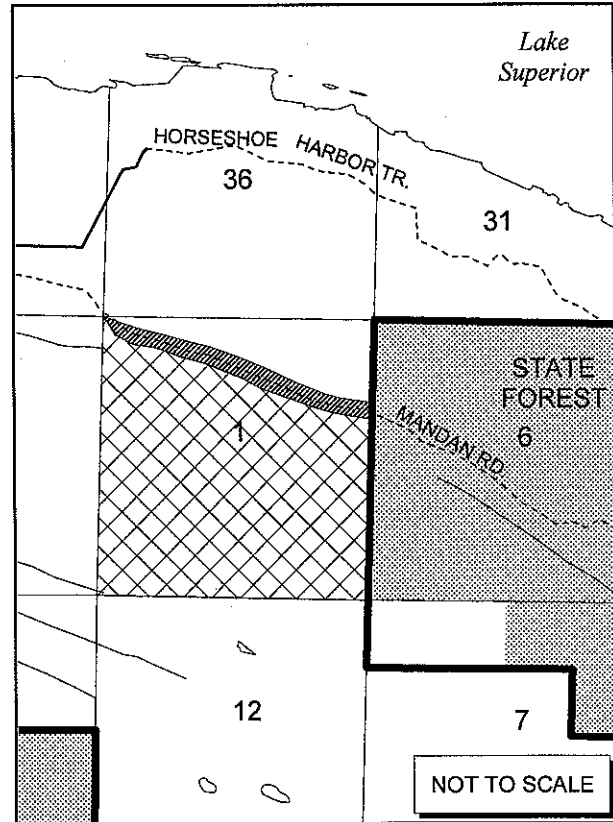 Lake
Superior
HORSESHOE HARBOR TR.
36
31
STATE
FOREST
1
6
MANDAN RD
12
7
NOT TO SCALE